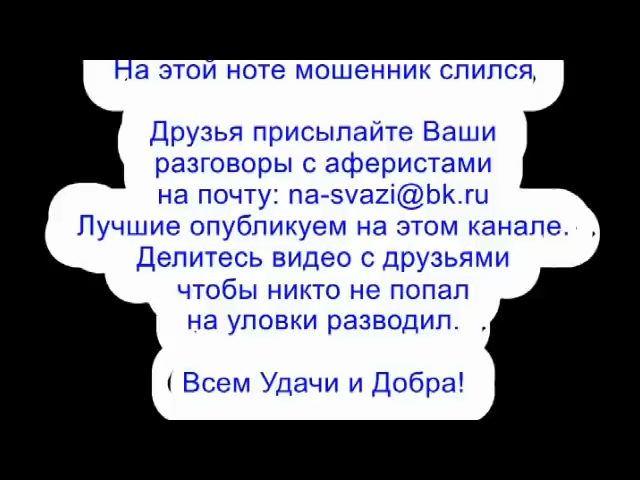 На этой ноте мошенник слился,
Друзья присылайте Ваши
разговоры с аферистами
на почту: na-svazi@bk.ru
Лучшие опубликуем на этом канале.
Делитесь видео с друзьями
чтобы никто не попал
на уловки разводил.
Всем Удачи и Добра!